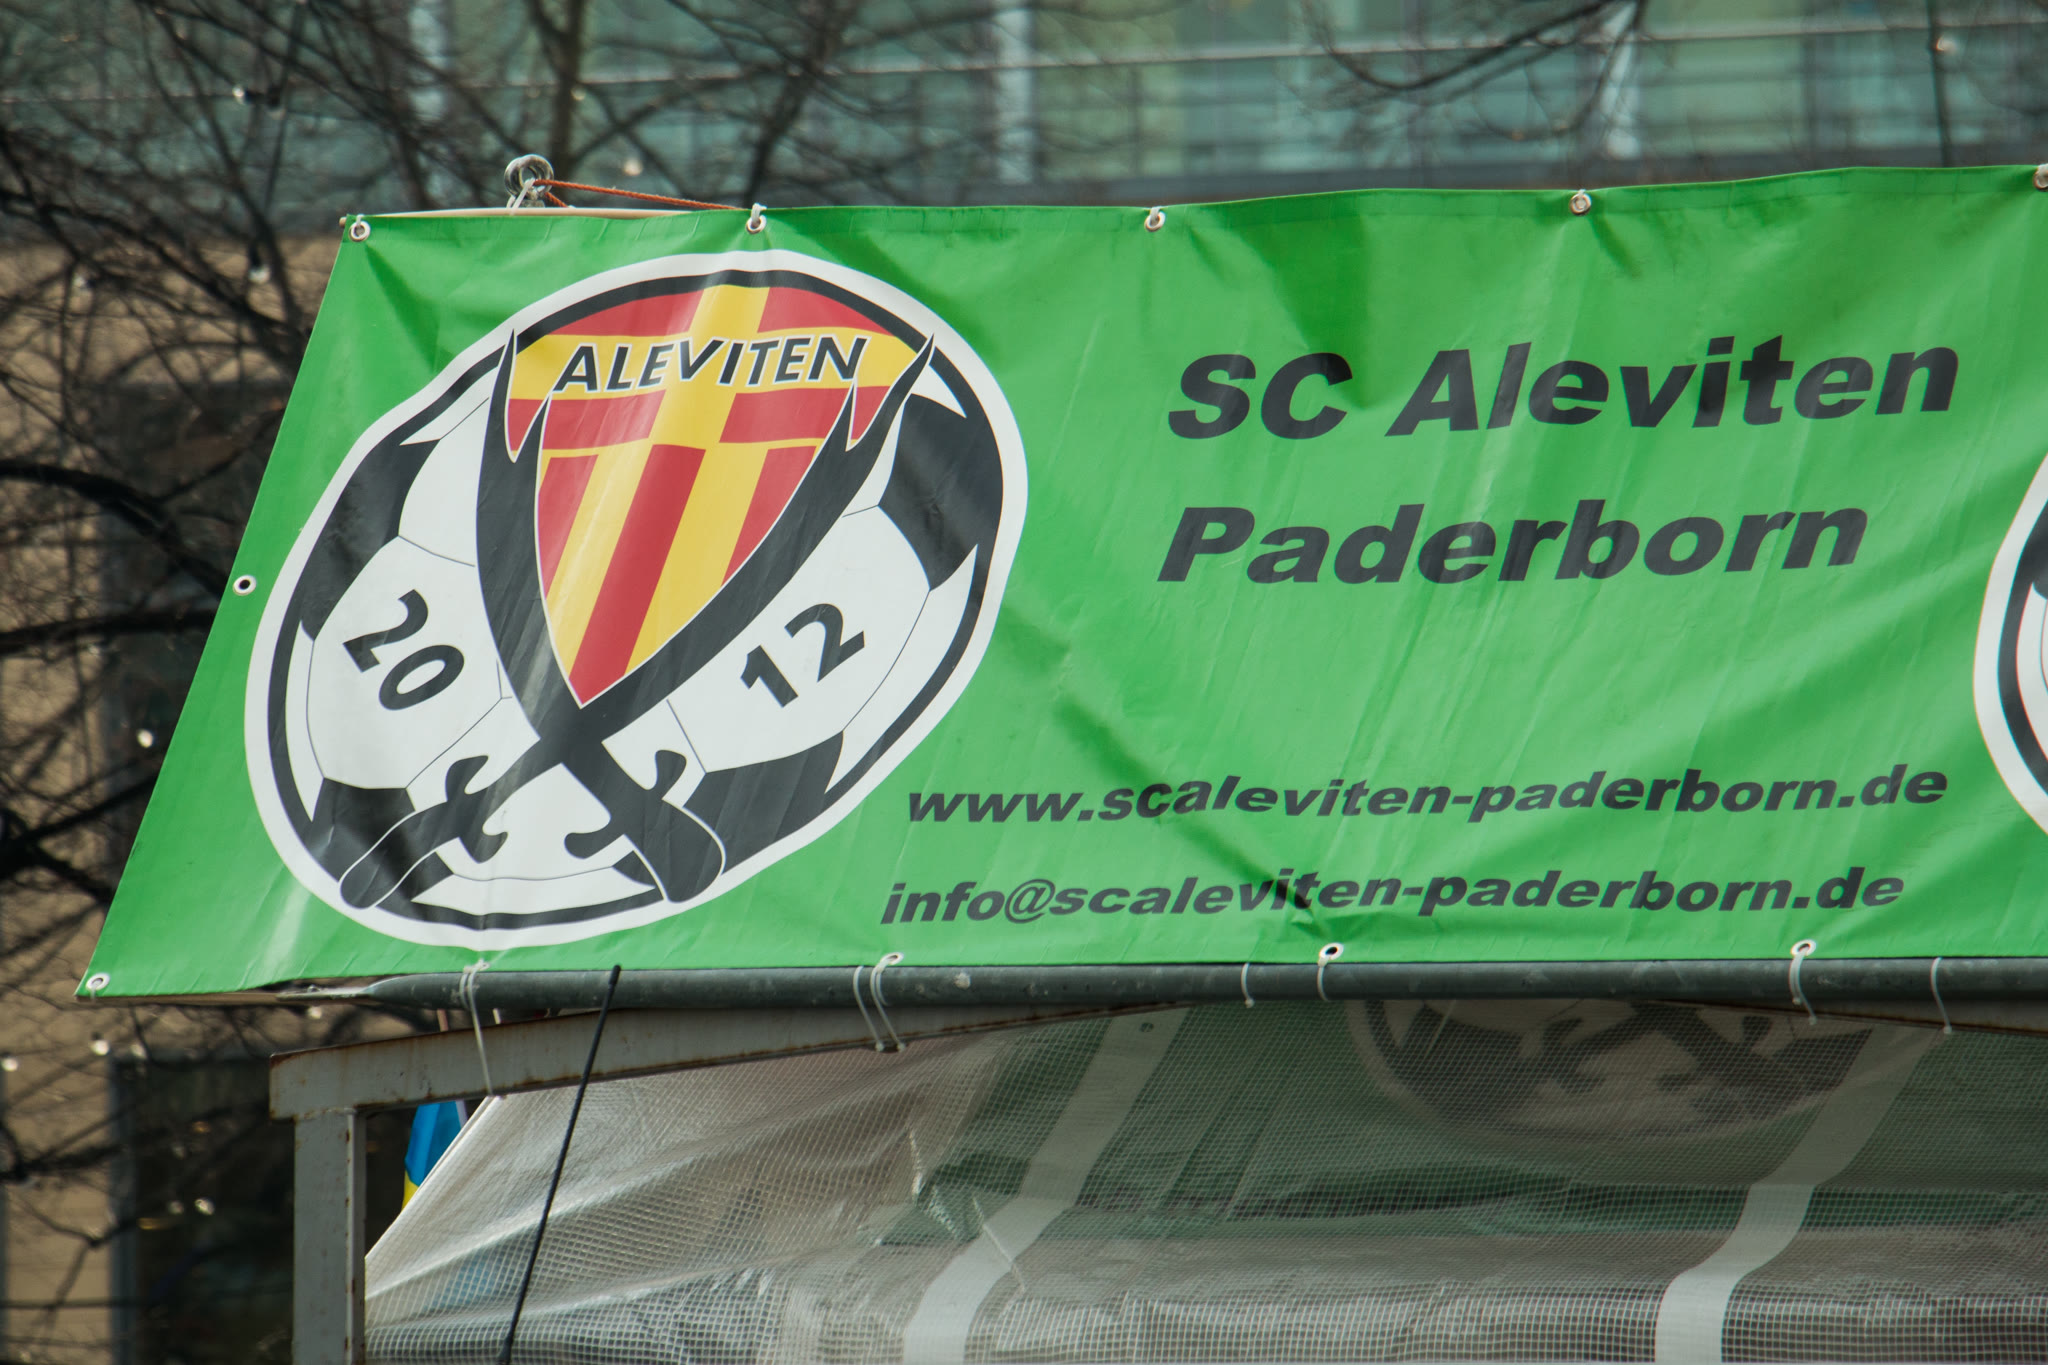 ALEVITEN
20 12
SC Aleviten
Paderborn
www.scaleviten-paderborn.de
info@scaleviten-paderborn.de